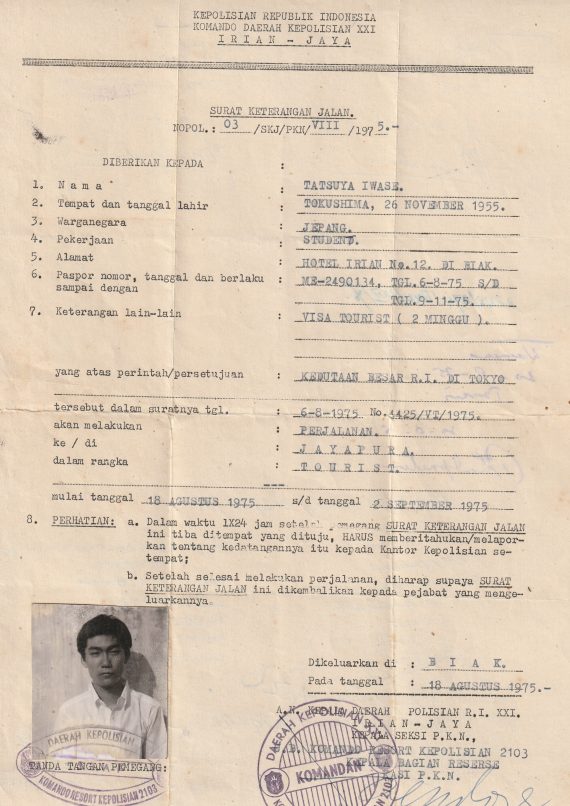 KEPOLISIAN REPUBLIK INDONESIA
KOMANDO DAERAH KEPOLISIAN XXI
IRIAN - JAYA
SURAT KETERANGAN JALAN.
NOPOL.: 03 /SKJ/PKN/VIII /1975.-
DIBERIKAN KEPADA :
1. Nama : TATSUYA IWASE.
2. Tempat dan tanggal lahir : TOKUSHIMA, 26 NOVEMBER 1955.
3. Warganegara : JEPANG.
4. Pekerjaan : STUDEND.
5. Alamat : HOTEL IRIAN No.12. DI BIAK.
6. Paspor nomor, tanggal dan berlaku : ME-2490134, TGL.6-8-75 S/D
sampai dengan TGL.9-11-75.
7. Keterangan lain-lain : VISA TOURIST ( 2 MINGGU ).
yang atas perintah/persetujuan : KEDUTAAN BESAR R.I. DI TOKYO
tersebut dalam suratnya tgl. : 6-8-1975 No.4425/VT/1975.
akan melakukan : PERJALANAN.
ke / di : JAYAPURA.
dalam rangka : TOURIST.
mulai tanggal 18 AGUSTUS 1975 s/d tanggal 2 SEPTEMBER 1975
8. PERHATIAN: a. Dalam waktu 1X24 jam setelah pemegang SURAT KETERANGAN JALAN
ini tiba ditempat yang dituju, HARUS memberitahukan/melapor-
kan tentang kedatangannya itu kepada Kantor Kepolisian se-
tempat;
b. Setelah selesai melakukan perjalanan, diharap supaya SURAT
KETERANGAN JALAN ini dikembalikan kepada pejabat yang menge-
luarkannya.
Dikeluarkan di : BIAK.
Pada tanggal : 18 AGUSTUS 1975.-
A.N. DAERAH POLISIAN R.I. XXI.
IRIAN-JAYA
KEPALA SEKSI P.K.N.,
KOMANDO RESORT KEPOLISIAN 2103
KEPALA BAGIAN RESERSE
KASI P.K.N.
DAERAH KEPOLISIAN
KOMANDAN
DAERAH KEPOLISIAN
TANDA TANGAN PEMEGANG:
KOMANDO RESORT KEPOLISIAN 2103